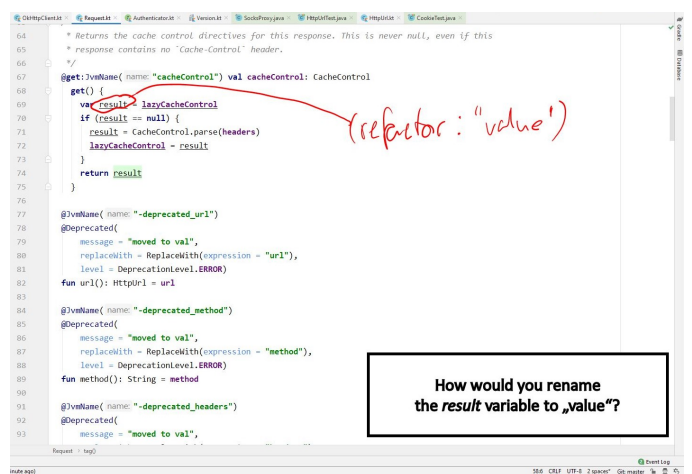 OkHttpClient.kt × Request.kt × Authenticator.kt × Version.kt × SocksProxy.java × HttpUrlTest.java × HttpUrl.kt × CookieTest.java ×
64 * Returns the cache control directives for this response. This is never null, even if this
65 * response contains no `Cache-Control` header.
66 */
67 @get:JvmName( name: "cacheControl") val cacheControl: CacheControl
68 get() {
69 var result = lazyCacheControl
70 if (result == null) {
71 result = CacheControl.parse(headers)
72 lazyCacheControl = result
73 }
74 return result
75 }
(refactor: "value")
76
77 @JvmName( name: "-deprecated_url")
78 @Deprecated(
79 message = "moved to val",
80 replaceWith = ReplaceWith(expression = "url"),
81 level = DeprecationLevel.ERROR)
82 fun url(): HttpUrl = url
83
84 @JvmName( name: "-deprecated_method")
85 @Deprecated(
86 message = "moved to val",
87 replaceWith = ReplaceWith(expression = "method"),
88 level = DeprecationLevel.ERROR)
89 fun method(): String = method
90
91 @JvmName( name: "-deprecated_headers")
92 @Deprecated(
93 message = "moved to val",
How would you rename
the result variable to „value“?
Gradle
Database
Request › tag()
Event Log
inute ago)
58:6 CRLF UTF-8 2 spaces* Git: master